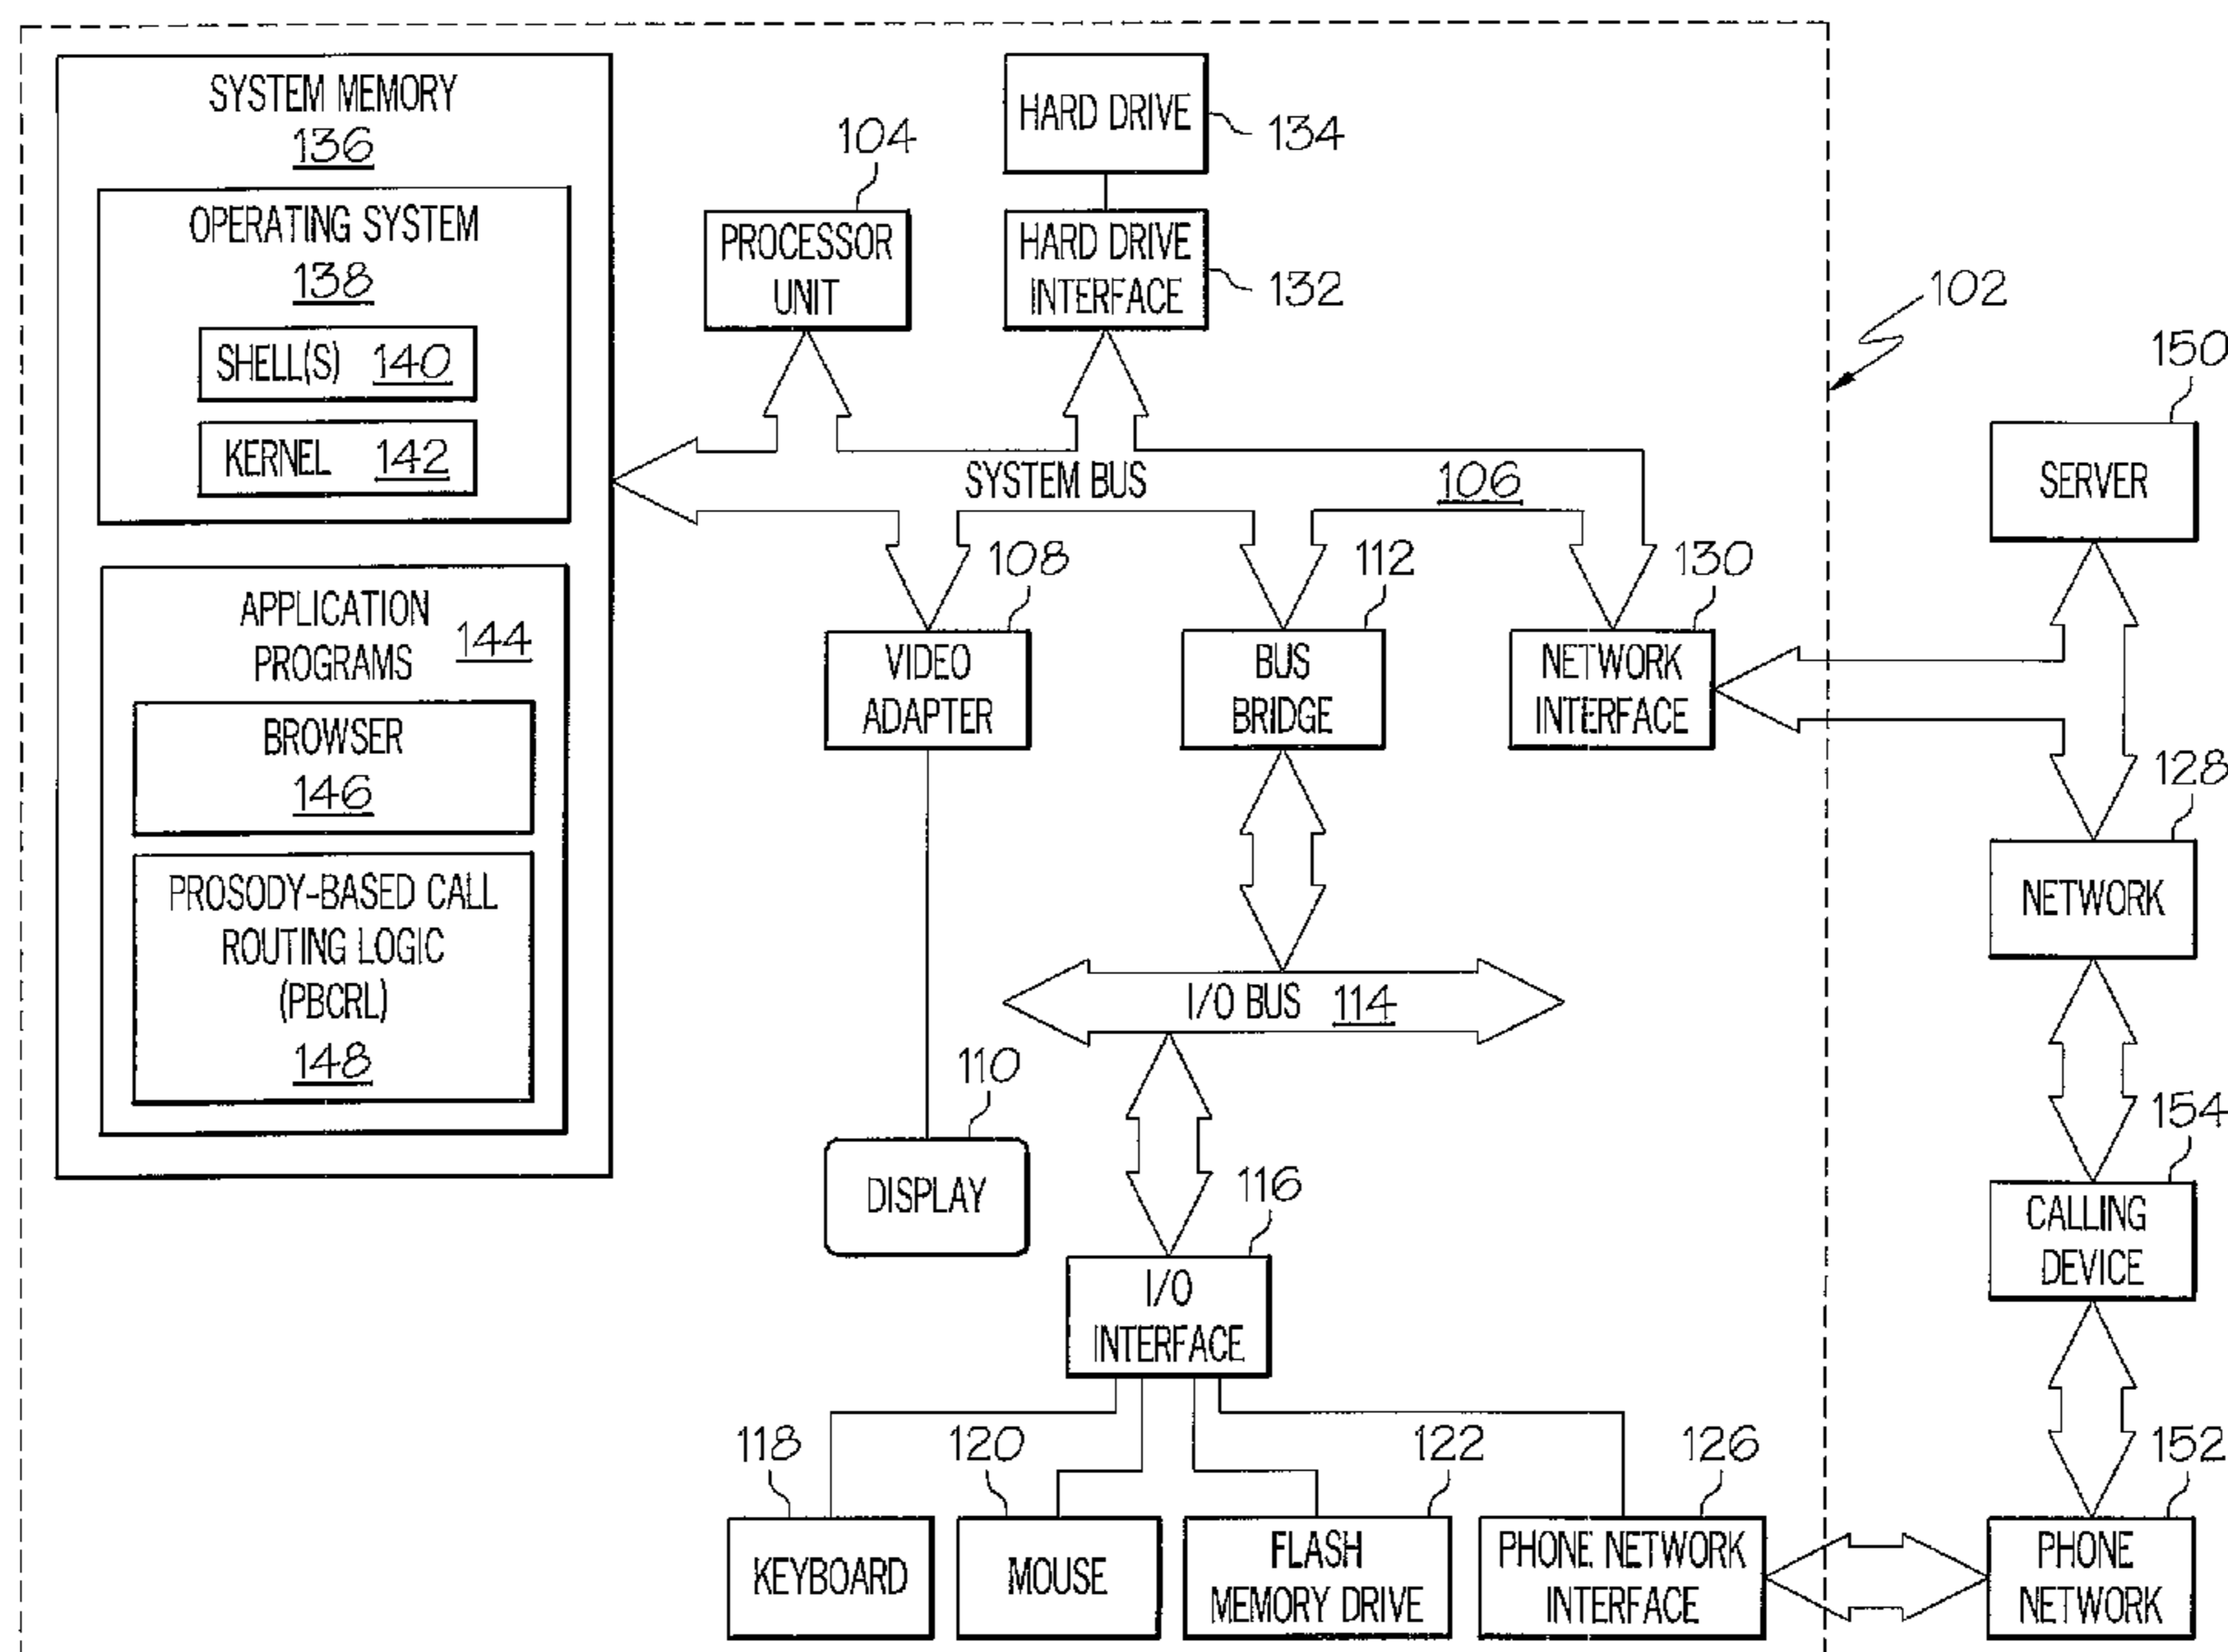 SYSTEM MEMORY
136
OPERATING SYSTEM
138
SHELL(S) 140
KERNEL 142
APPLICATION
PROGRAMS 144
BROWSER
146
PROSODY-BASED CALL
ROUTING LOGIC
(PBCRL)
148
104
PROCESSOR
UNIT
HARD DRIVE
134
HARD DRIVE
INTERFACE
132
102
SYSTEM BUS 106
108
VIDEO
ADAPTER
112
BUS
BRIDGE
130
NETWORK
INTERFACE
150
SERVER
128
NETWORK
I/O BUS 114
110
DISPLAY
116
I/O
INTERFACE
154
CALLING
DEVICE
118
KEYBOARD
120
MOUSE
122
FLASH
MEMORY DRIVE
126
PHONE NETWORK
INTERFACE
152
PHONE
NETWORK